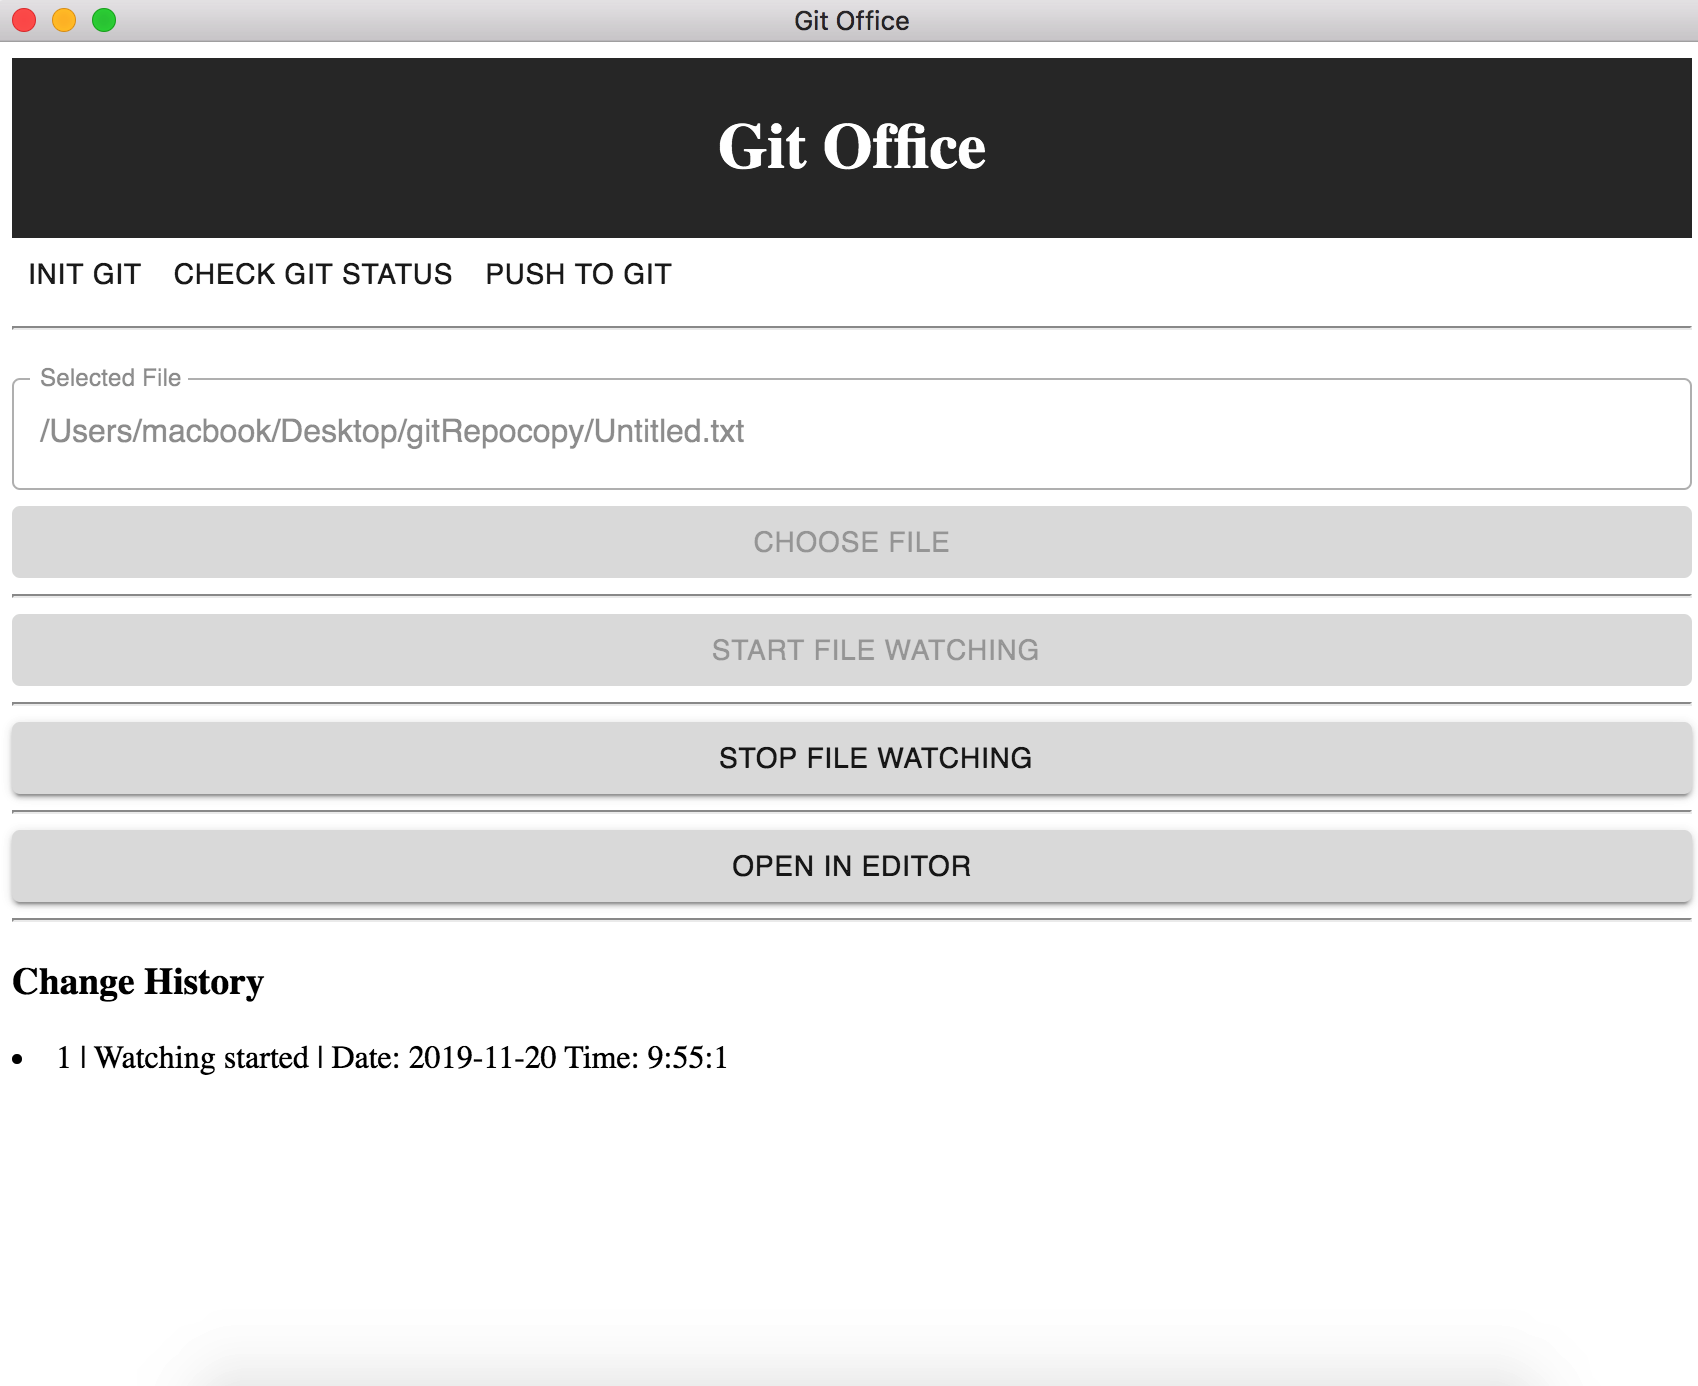 Git Office
Git Office
INIT GIT CHECK GIT STATUS PUSH TO GIT
Selected File
/Users/macbook/Desktop/gitRepocopy/Untitled.txt
CHOOSE FILE
START FILE WATCHING
STOP FILE WATCHING
OPEN IN EDITOR
Change History
• 1 | Watching started | Date: 2019-11-20 Time: 9:55:1